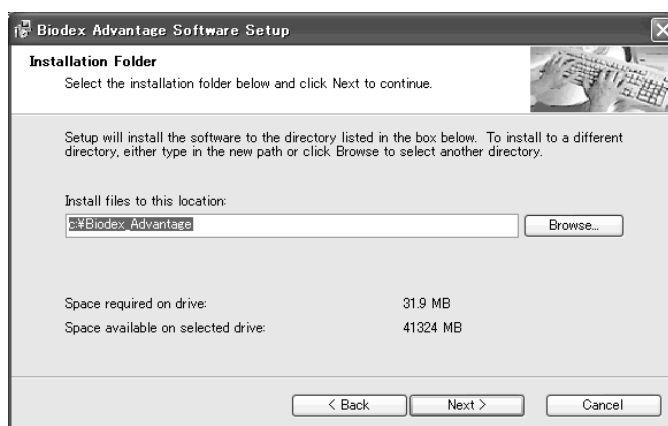 Biodex Advantage Software Setup
Installation Folder
Select the installation folder below and click Next to continue.
Setup will install the software to the directory listed in the box below. To install to a different
directory, either type in the new path or click Browse to select another directory.
Install files to this location:
c:¥Biodex_Advantage
Browse...
Space required on drive: 31.9 MB
Space available on selected drive: 41324 MB
< Back Next > Cancel